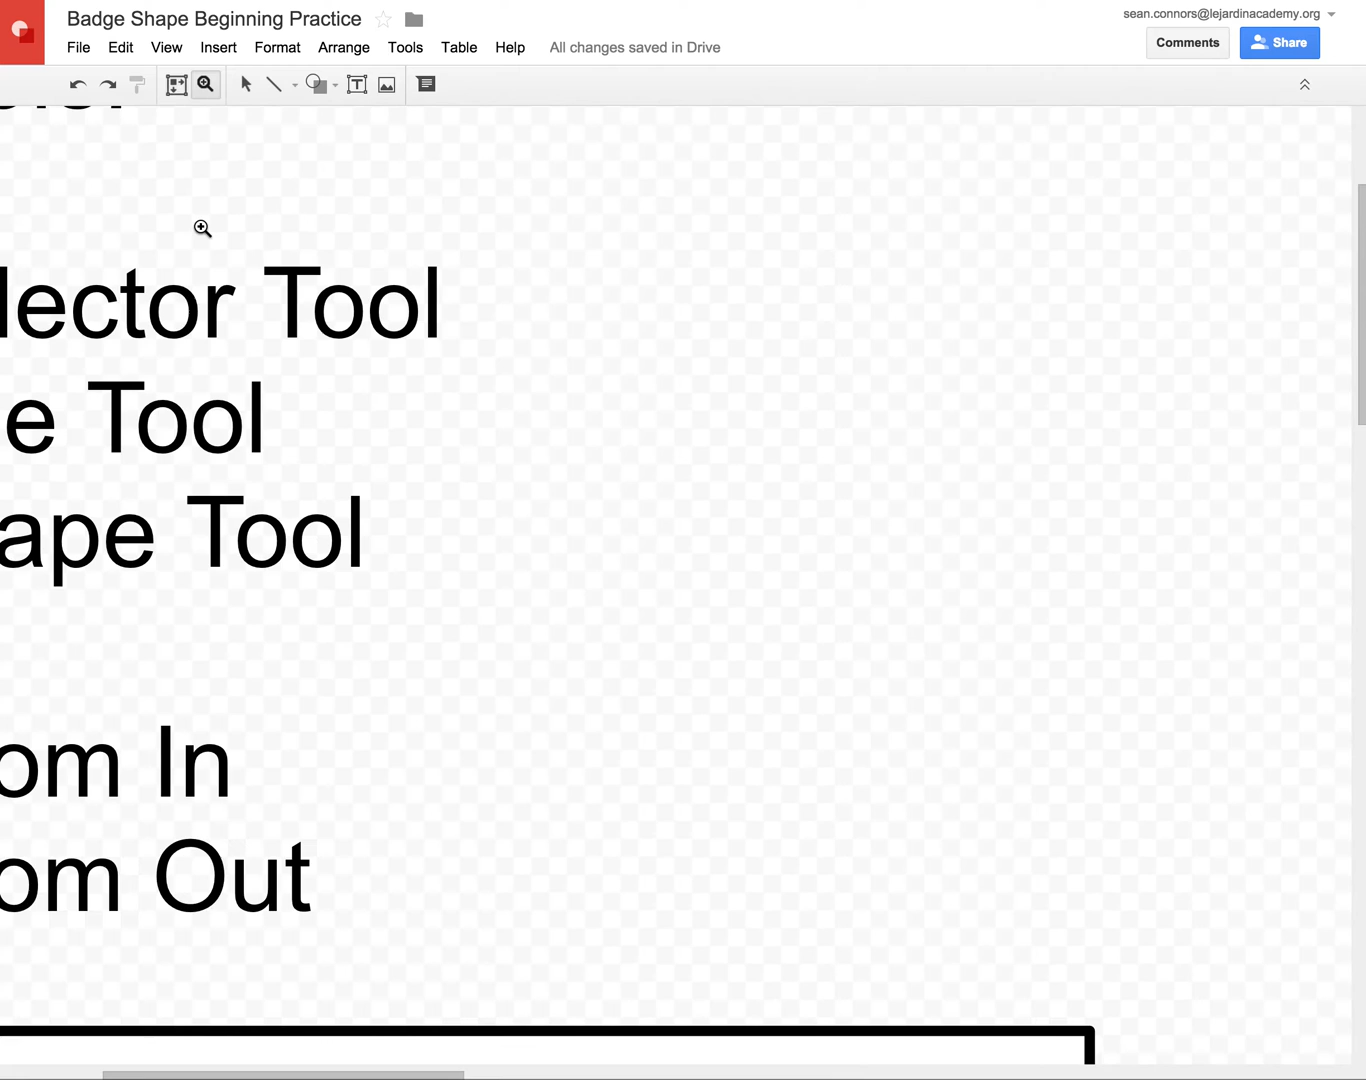 Badge Shape Beginning Practice
sean.connors@lejardinacademy.org
File Edit View Insert Format Arrange Tools Table Help All changes saved in Drive
Comments Share
lector Tool
e Tool
ape Tool
om In
om Out